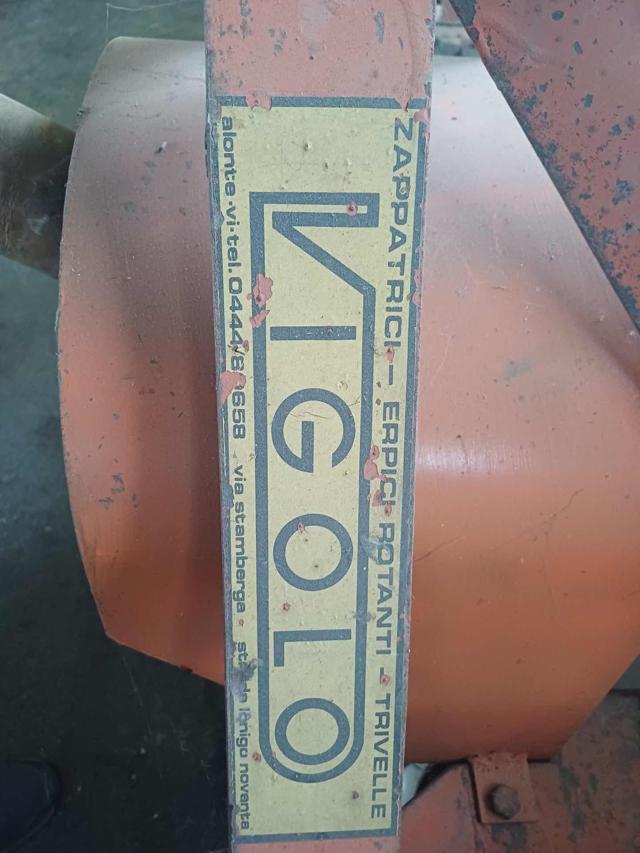 ZAPPATRICI - ERPICI ROTANTI - TRIVELLE
VIGOLO
alonte·vi·tel. 0444/ 658 via stamberga • lonigo noventa